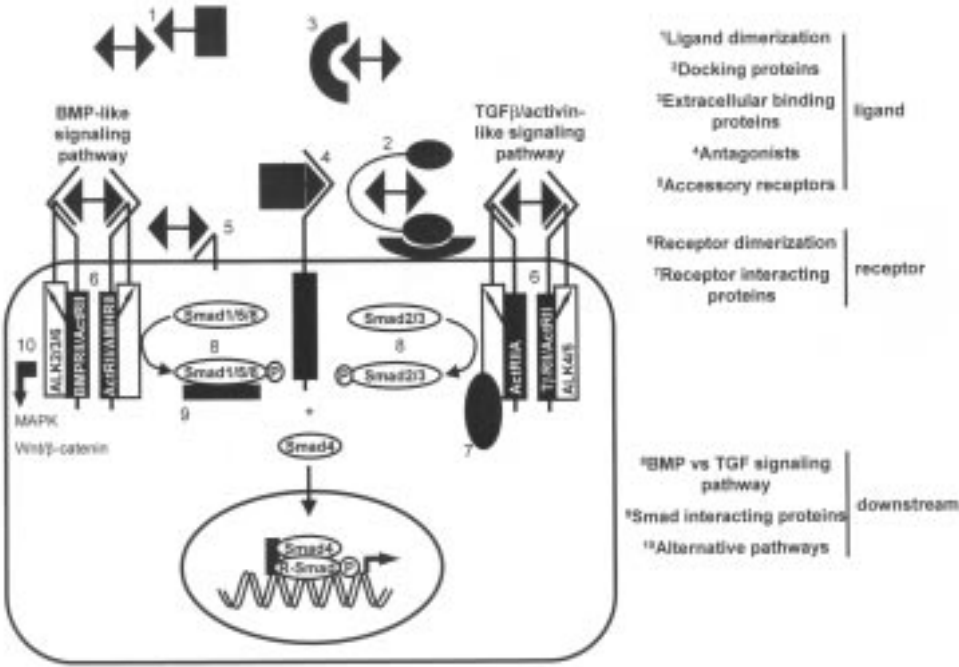 1
3
¹Ligand dimerization
²Docking proteins
³Extracellular binding
proteins
⁴Antagonists
⁵Accessory receptors
ligand
BMP-like
signaling
pathway
4
2
TGFβ/activin-
like signaling
pathway
5
⁶Receptor dimerization
⁷Receptor interacting
proteins
receptor
6
6
ALK2/3/6
BMPRII/ActRII
ActRII/AMHRII
Smad1/5/8
8
Smad1/5/8
P
9
Smad2/3
8
P
Smad2/3
ActRIIA
TβRII/ActRII
ALK4/5
7
10
MAPK
Wnt/β-catenin
+
Smad4
Smad4
R-Smad
P
⁸BMP vs TGF signaling
pathway
⁹Smad interacting proteins
¹⁰Alternative pathways
downstream